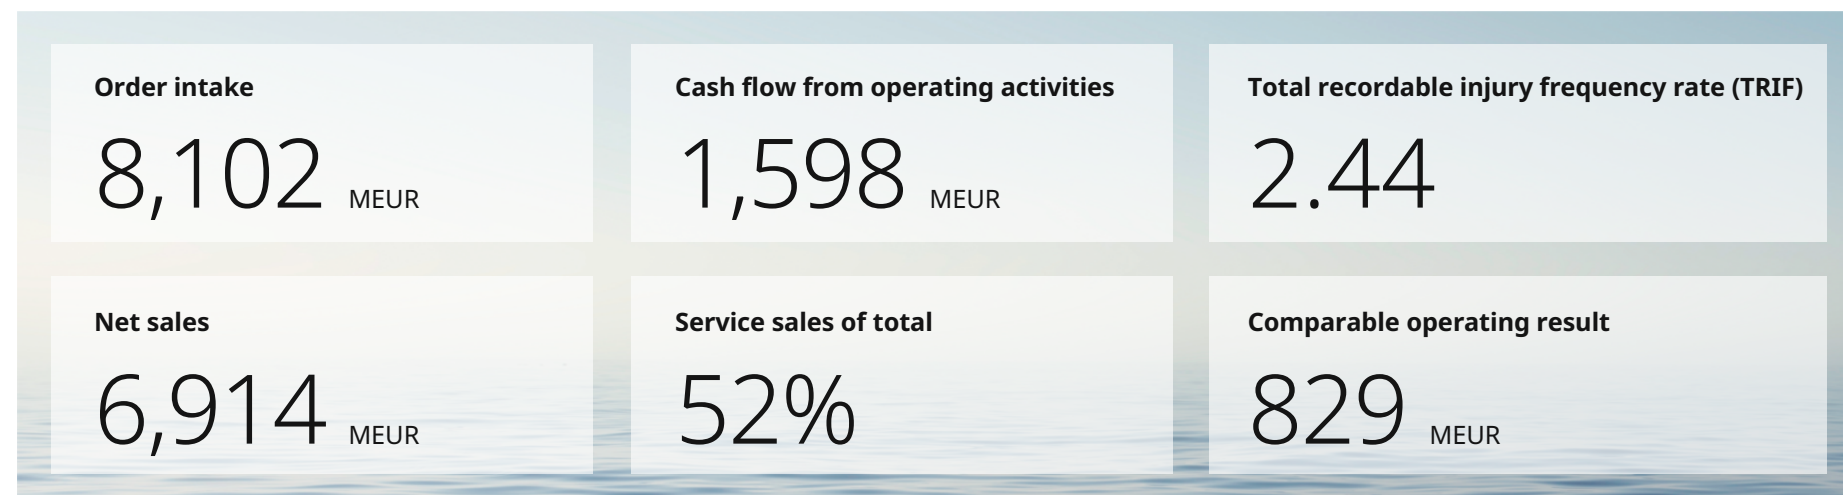 Order intake
8,102 MEUR
Cash flow from operating activities
1,598 MEUR
Total recordable injury frequency rate (TRIF)
2.44
Net sales
6,914 MEUR
Service sales of total
52%
Comparable operating result
829 MEUR